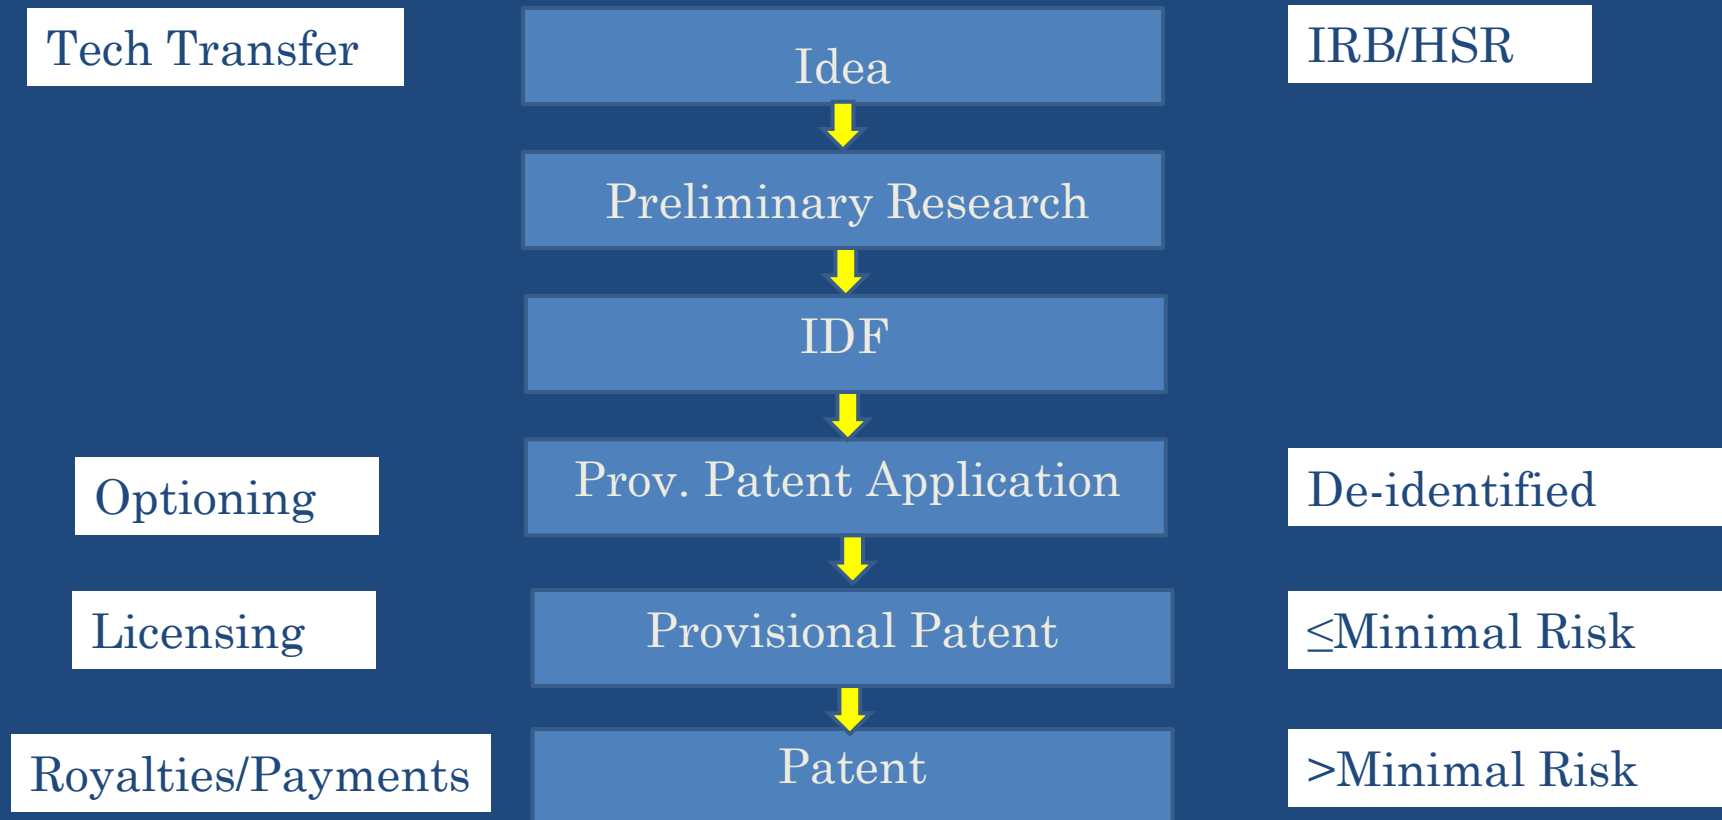 Tech Transfer
Idea
IRB/HSR
Preliminary Research
IDF
Optioning
Prov. Patent Application
De-identified
Licensing
Provisional Patent
≤Minimal Risk
Royalties/Payments
Patent
>Minimal Risk